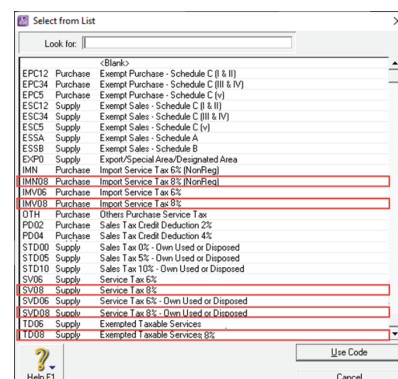 Select from List
Look for:
<Blank>
EPC12 Purchase Exempt Purchase - Schedule C (I & II)
EPC34 Purchase Exempt Purchase - Schedule C (III & IV)
EPC5 Purchase Exempt Purchase - Schedule C (v)
ESC12 Supply Exempt Sales - Schedule C (I & II)
ESC34 Supply Exempt Sales - Schedule C (III & IV)
ESC5 Supply Exempt Sales - Schedule C (v)
ESSA Supply Exempt Sales - Schedule A
ESSB Supply Exempt Sales - Schedule B
EXP0 Supply Export/Special Area/Designated Area
IMN Purchase Import Service Tax 6% (NonReg)
IMN08 Purchase Import Service Tax 8% (NonReg)
IMV06 Purchase Import Service Tax 6%
IMV08 Purchase Import Service Tax 8%
OTH Purchase Others Purchase Service Tax
PD02 Purchase Sales Tax Credit Deduction 2%
PD04 Purchase Sales Tax Credit Deduction 4%
STD00 Supply Sales Tax 0% - Own Used or Disposed
STD05 Supply Sales Tax 5% - Own Used or Disposed
STD10 Supply Sales Tax 10% - Own Used or Disposed
SV06 Supply Service Tax 6%
SV08 Supply Service Tax 8%
SVD06 Supply Service Tax 6% - Own Used or Disposed
SVD08 Supply Service Tax 8% - Own Used or Disposed
TD06 Supply Exempted Taxable Services
TD08 Supply Exempted Taxable Services 8%
Use Code
Help F1
Cancel